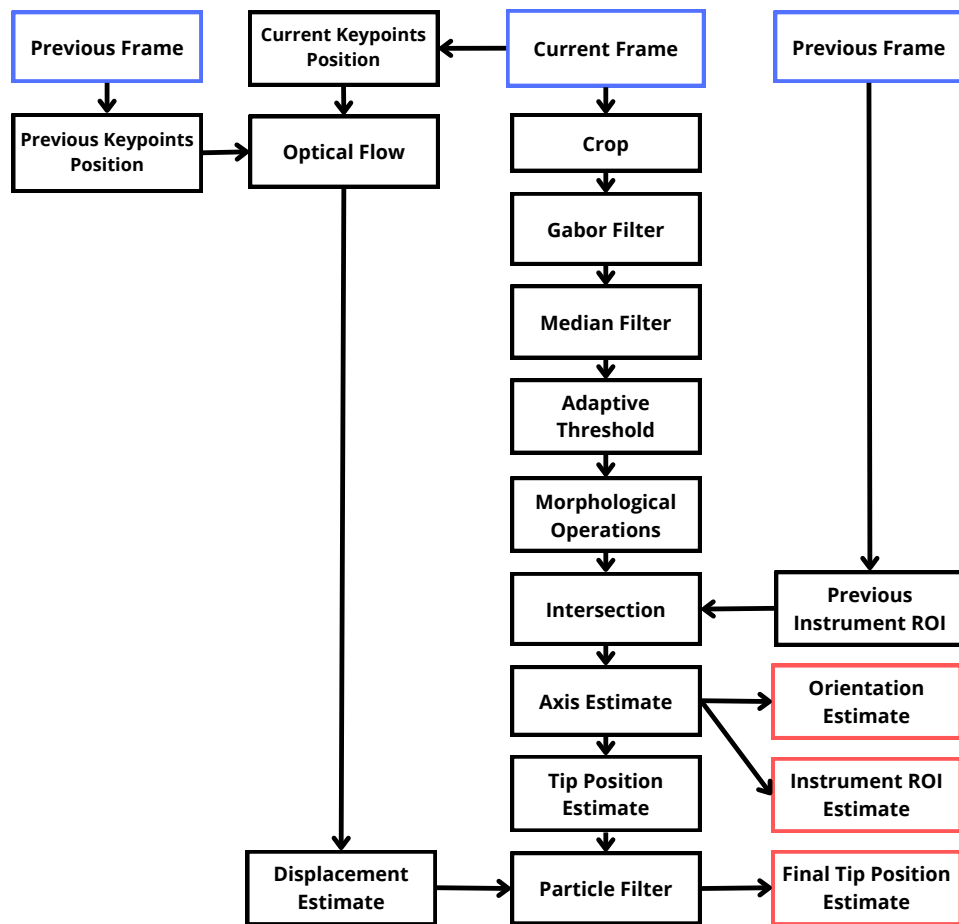 Previous Frame
Current Keypoints
Position
Current Frame
Previous Frame
Previous Keypoints
Position
Optical Flow
Crop
Gabor Filter
Median Filter
Adaptive
Threshold
Morphological
Operations
Intersection
Previous
Instrument ROI
Axis Estimate
Orientation
Estimate
Tip Position
Estimate
Instrument ROI
Estimate
Displacement
Estimate
Particle Filter
Final Tip Position
Estimate